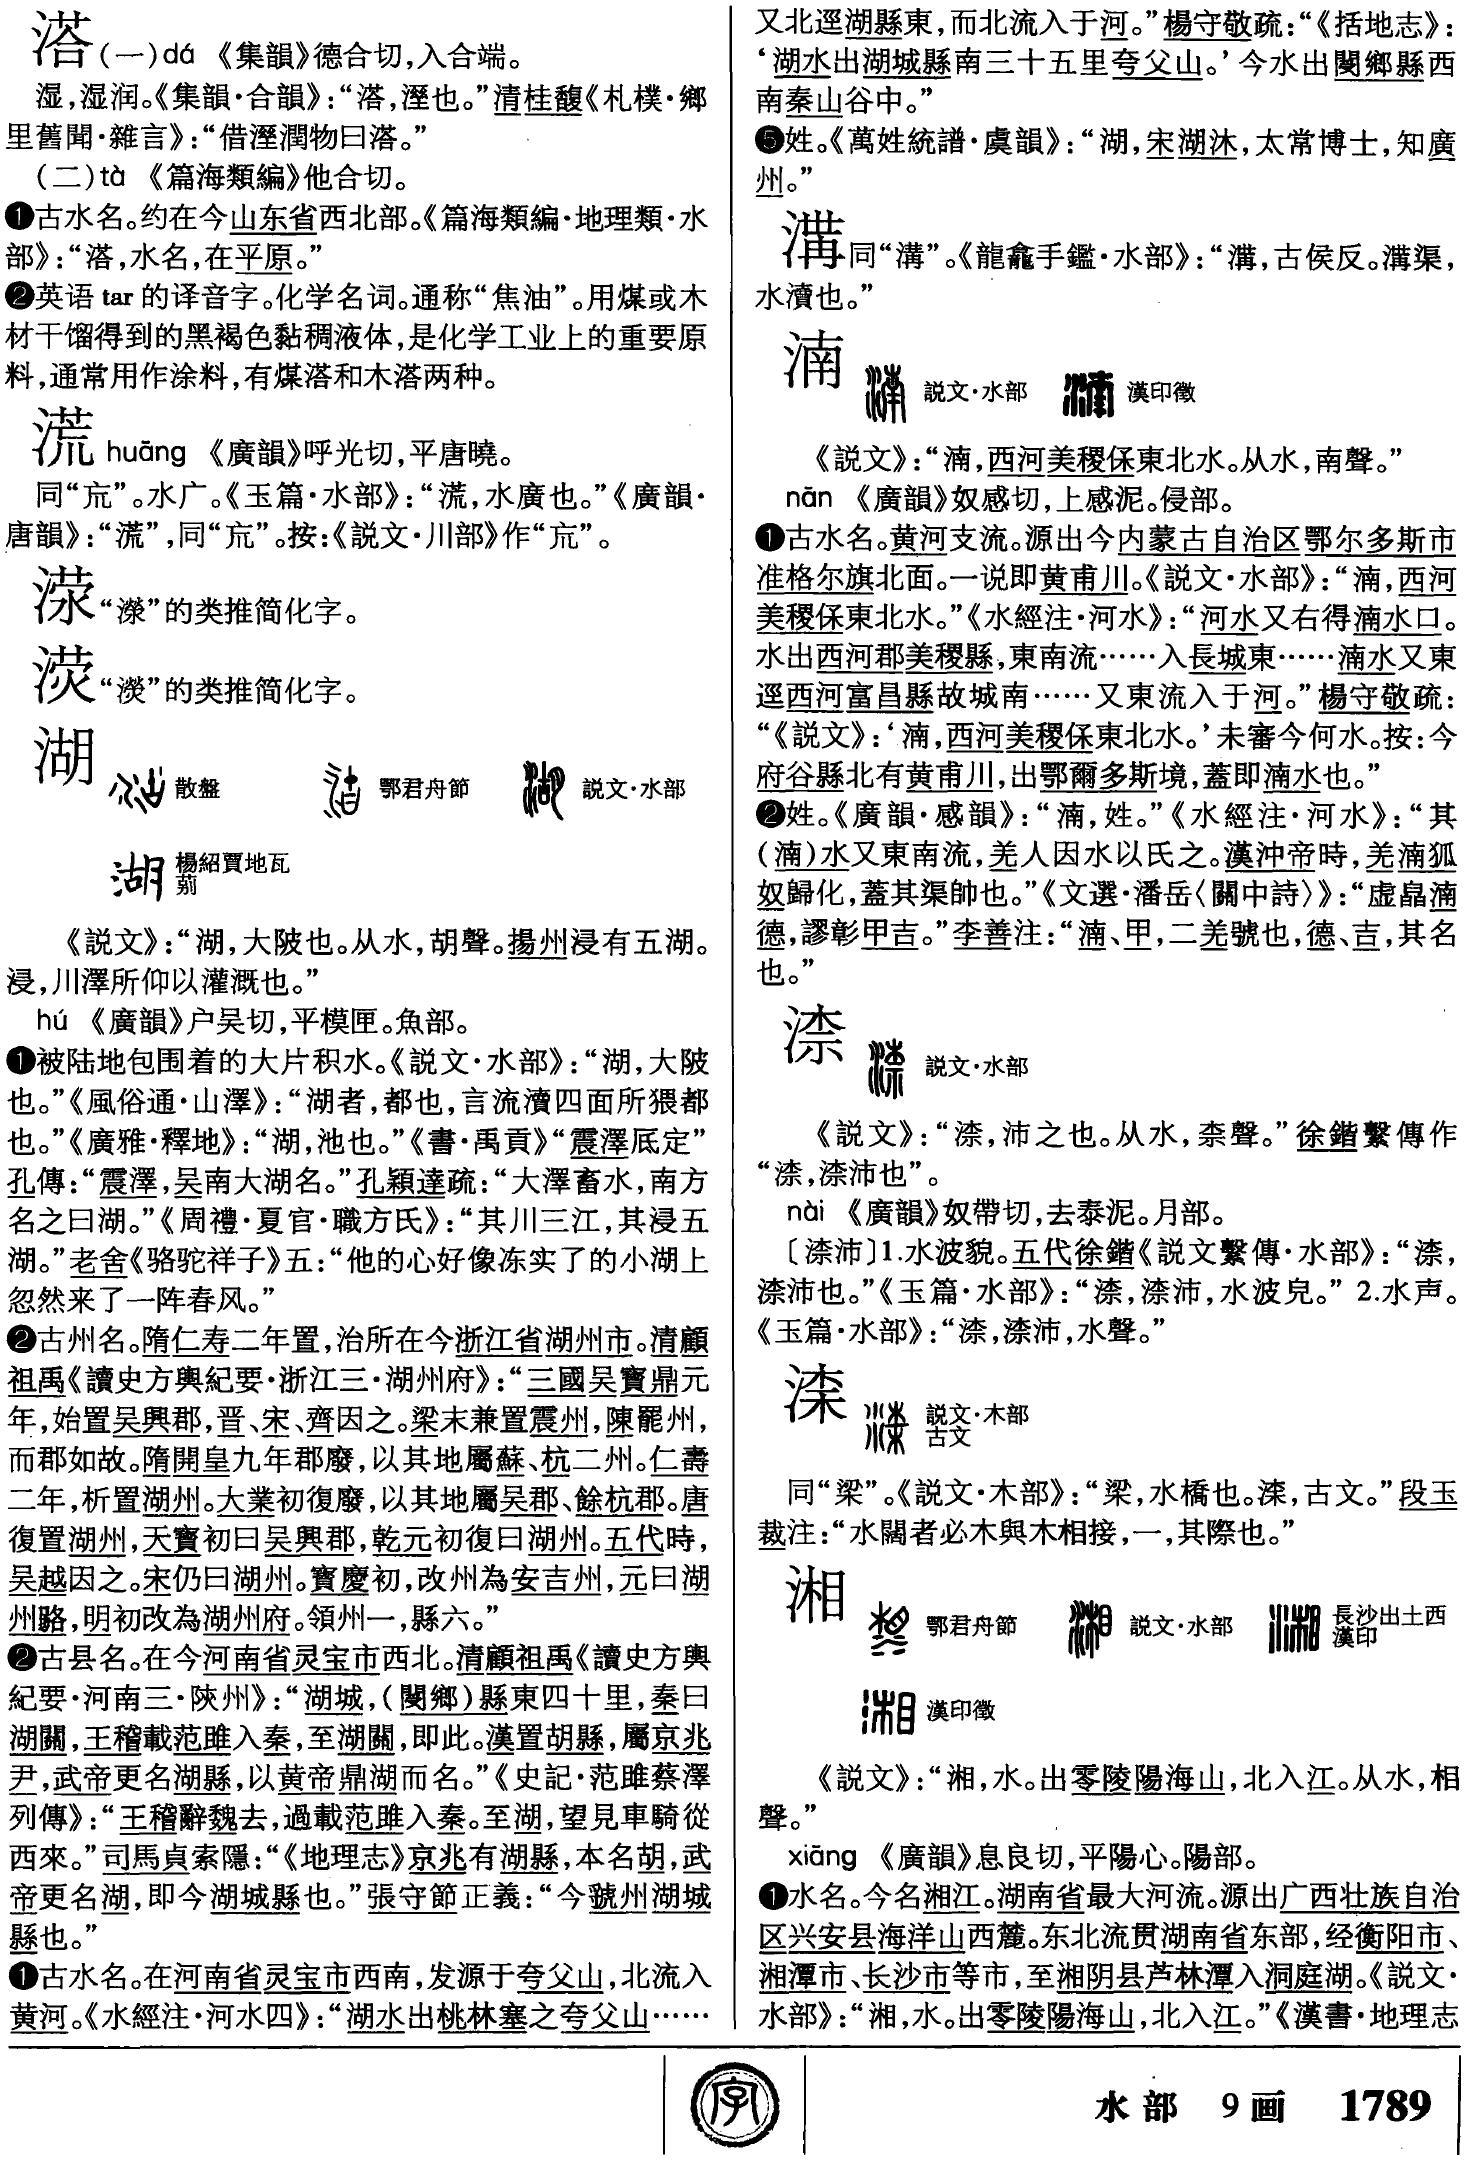 溚(一)dá 《集韻》德合切,入合端。
湿,湿润。《集韻·合韻》:“溚,溼也。”清桂馥《札樸·鄉
里舊聞·雜言》:“借溼潤物曰溚。”
(二)tà 《篇海類編》他合切。
❶古水名。约在今山东省西北部。《篇海類編·地理類·水
部》:“溚,水名,在平原。”
❷英语 tar 的译音字。化学名词。通称“焦油”。用煤或木
材干馏得到的黑褐色黏稠液体,是化学工业上的重要原
料,通常用作涂料,有煤溚和木溚两种。
㵃 huāng 《廣韻》呼光切,平唐曉。
同“巟”。水广。《玉篇·水部》:“㵃,水廣也。”《廣韻·
唐韻》:“㵃”,同“巟”。按:《説文·川部》作“巟”。
“濴”的类推简化字。
“濙”的类推简化字。
湖
散盤 鄂君舟節 説文·水部
楊紹買地瓦
莂
《説文》:“湖,大陂也。从水,胡聲。揚州浸有五湖。
浸,川澤所仰以灌溉也。”
hú 《廣韻》户吴切,平模匣。魚部。
❶被陆地包围着的大片积水。《説文·水部》:“湖,大陂
也。”《風俗通·山澤》:“湖者,都也,言流瀆四面所猥都
也。”《廣雅·釋地》:“湖,池也。”《書·禹貢》“震澤厎定”
孔傳:“震澤,吴南大湖名。”孔穎達疏:“大澤畜水,南方
名之曰湖。”《周禮·夏官·職方氏》:“其川三江,其浸五
湖。”老舍《骆驼祥子》五:“他的心好像冻实了的小湖上
忽然来了一阵春风。”
❷古州名。隋仁寿二年置,治所在今浙江省湖州市。清顧
祖禹《讀史方輿紀要·浙江三·湖州府》:“三國吴寶鼎元
年,始置吴興郡,晋、宋、齊因之。梁末兼置震州,陳罷州,
而郡如故。隋開皇九年郡廢,以其地屬蘇、杭二州。仁壽
二年,析置湖州。大業初復廢,以其地屬吴郡、餘杭郡。唐
復置湖州,天寶初曰吴興郡,乾元初復曰湖州。五代時,
吴越因之。宋仍曰湖州。寶慶初,改州為安吉州,元曰湖
州路,明初改為湖州府。領州一,縣六。”
❷古县名。在今河南省灵宝市西北。清顧祖禹《讀史方輿
紀要·河南三·陝州》:“湖城,(閿鄉)縣東四十里,秦曰
湖關,王稽載范雎入秦,至湖關,即此。漢置胡縣,屬京兆
尹,武帝更名湖縣,以黄帝鼎湖而名。”《史記·范雎蔡澤
列傳》:“王稽辭魏去,過載范雎入秦。至湖,望見車騎從
西來。”司馬貞索隱:“《地理志》京兆有湖縣,本名胡,武
帝更名湖,即今湖城縣也。”張守節正義:“今虢州湖城
縣也。”
❶古水名。在河南省灵宝市西南,发源于夸父山,北流入
黄河。《水經注·河水四》:“湖水出桃林塞之夸父山……
又北逕湖縣東,而北流入于河。”楊守敬疏:“《括地志》:
‘湖水出湖城縣南三十五里夸父山。’今水出閿鄉縣西
南秦山谷中。”
❺姓。《萬姓統譜·虞韻》:“湖,宋湖沐,太常博士,知廣
州。”
同“溝”。《龍龕手鑑·水部》:“溝,古侯反。溝渠,
水瀆也。”
湳
説文·水部 漢印徵
《説文》:“湳,西河美稷保東北水。从水,南聲。”
nǎn 《廣韻》奴感切,上感泥。侵部。
❶古水名。黄河支流。源出今内蒙古自治区鄂尔多斯市
准格尔旗北面。一说即黄甫川。《説文·水部》:“湳,西河
美稷保東北水。”《水經注·河水》:“河水又右得湳水口。
水出西河郡美稷縣,東南流……入長城東……湳水又東
逕西河富昌縣故城南……又東流入于河。”楊守敬疏:
“《説文》:‘湳,西河美稷保東北水。’未審今何水。按:今
府谷縣北有黄甫川,出鄂爾多斯境,蓋即湳水也。”
❷姓。《廣韻·感韻》:“湳,姓。”《水經注·河水》:“其
(湳)水又東南流,羌人因水以氏之。漢沖帝時,羌湳狐
奴歸化,蓋其渠帥也。”《文選·潘岳〈關中詩〉》:“虚皛湳
德,謬彰甲吉。”李善注:“湳、甲,二羌號也,德、吉,其名
也。”
渿
説文·水部
《説文》:“渿,沛之也。从水,柰聲。”徐鍇繫傳作
“渿,渿沛也”。
nài 《廣韻》奴帶切,去泰泥。月部。
〔渿沛〕1.水波貌。五代徐鍇《説文繫傳·水部》:“渿,
渿沛也。”《玉篇·水部》:“渿,渿沛,水波皃。” 2.水声。
《玉篇·水部》:“渿,渿沛,水聲。”
説文·木部
古文
同“梁”。《説文·木部》:“梁,水橋也。,古文。”段玉
裁注:“水闊者必木與木相接,一,其際也。”
湘
鄂君舟節 説文·水部 長沙出土西
漢印
漢印徵
《説文》:“湘,水。出零陵陽海山,北入江。从水,相
聲。”
xiāng 《廣韻》息良切,平陽心。陽部。
❶水名。今名湘江。湖南省最大河流。源出广西壮族自治
区兴安县海洋山西麓。东北流贯湖南省东部,经衡阳市、
湘潭市、长沙市等市,至湘阴县芦林潭入洞庭湖。《説文·
水部》:“湘,水。出零陵陽海山,北入江。”《漢書·地理志
字
水部 9画 1789